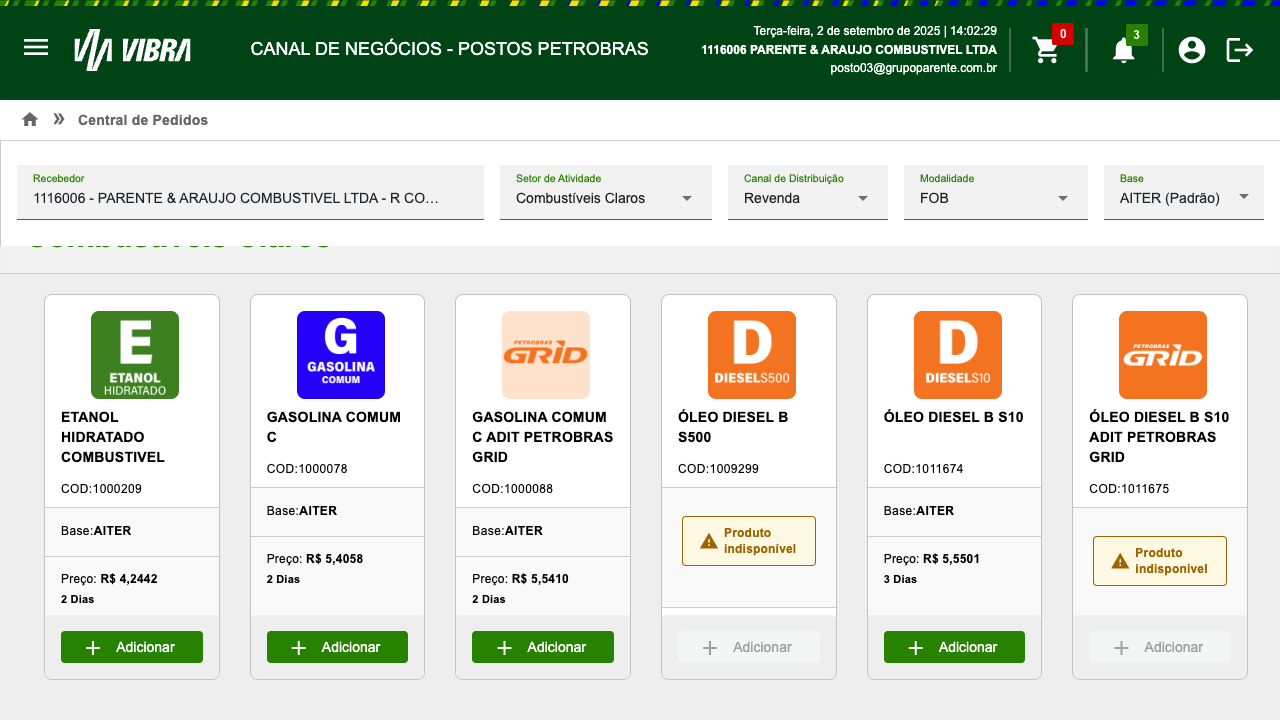 VIBRA
CANAL DE NEGÓCIOS - POSTOS PETROBRAS
Terça-feira, 2 de setembro de 2025 | 14:02:29
1116006 PARENTE & ARAUJO COMBUSTIVEL LTDA
posto03@grupoparente.com.br
0
3
Central de Pedidos
Recebedor
1116006 - PARENTE & ARAUJO COMBUSTIVEL LTDA - R CO…
Setor de Atividade
Combustíveis Claros
Canal de Distribuição
Revenda
Modalidade
FOB
Base
AITER (Padrão)
Combustíveis Claros
E
ETANOL
HIDRATADO
ETANOL
HIDRATADO
COMBUSTIVEL
COD:1000209
Base:AITER
Preço: R$ 4,2442
2 Dias
Adicionar
G
GASOLINA
COMUM
GASOLINA COMUM
C
COD:1000078
Base:AITER
Preço: R$ 5,4058
2 Dias
Adicionar
PETROBRAS
GRID
GASOLINA COMUM
C ADIT PETROBRAS
GRID
COD:1000088
Base:AITER
Preço: R$ 5,5410
2 Dias
Adicionar
D
DIESELS500
ÓLEO DIESEL B
S500
COD:1009299
Produto
indisponível
Adicionar
D
DIESELS10
ÓLEO DIESEL B S10
COD:1011674
Base:AITER
Preço: R$ 5,5501
3 Dias
Adicionar
PETROBRAS
GRID
ÓLEO DIESEL B S10
ADIT PETROBRAS
GRID
COD:1011675
Produto
indisponível
Adicionar